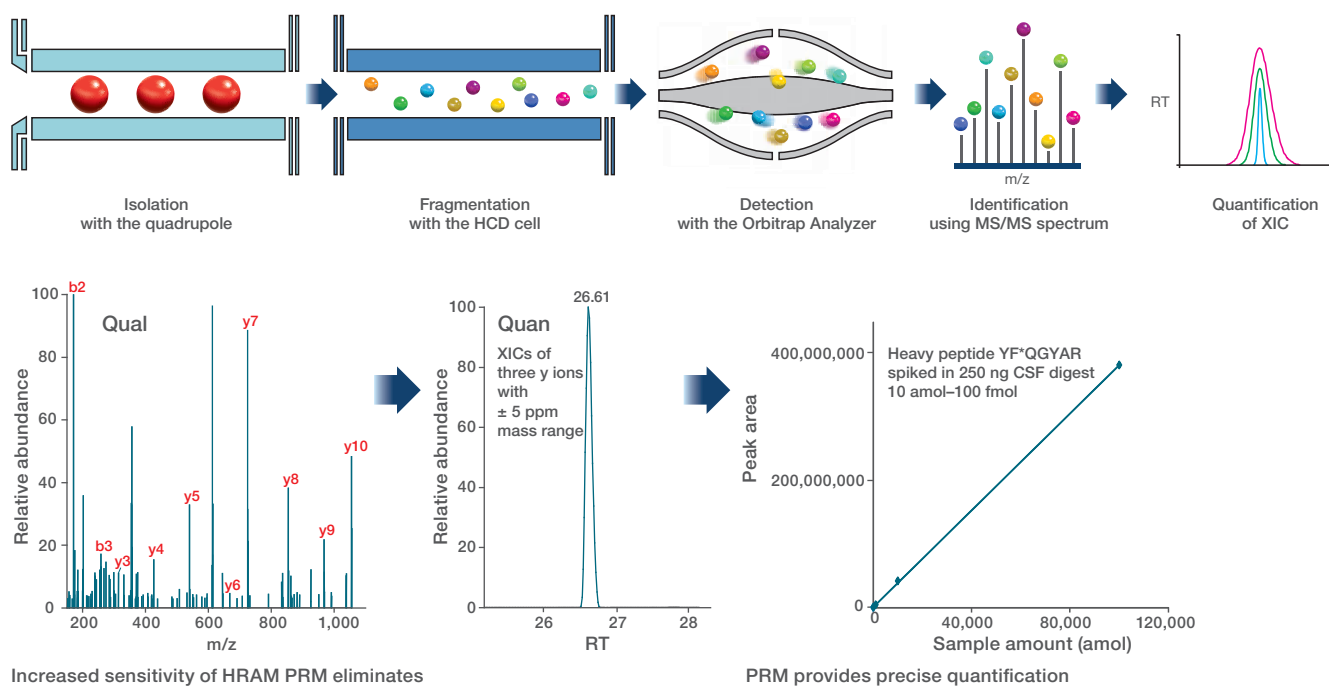 Isolation
with the quadrupole
Fragmentation
with the HCD cell
Detection
with the Orbitrap Analyzer
m/z
Identification
using MS/MS spectrum
RT
Quantification
of XIC
Relative abundance
100
80
60
40
20
0
b2
Qual
y7
y10
y8
y5
y9
b3
y3
y4
y6
200
400
600
800
1,000
m/z
Relative abundance
100
80
60
40
20
0
26.61
Quan
XICs of
three y ions
with
± 5 ppm
mass range
26
27
28
RT
Peak area
400,000,000
200,000,000
0
Heavy peptide YF*QGYAR
spiked in 250 ng CSF digest
10 amol–100 fmol
0
40,000
80,000
120,000
Sample amount (amol)
Increased sensitivity of HRAM PRM eliminates
PRM provides precise quantification